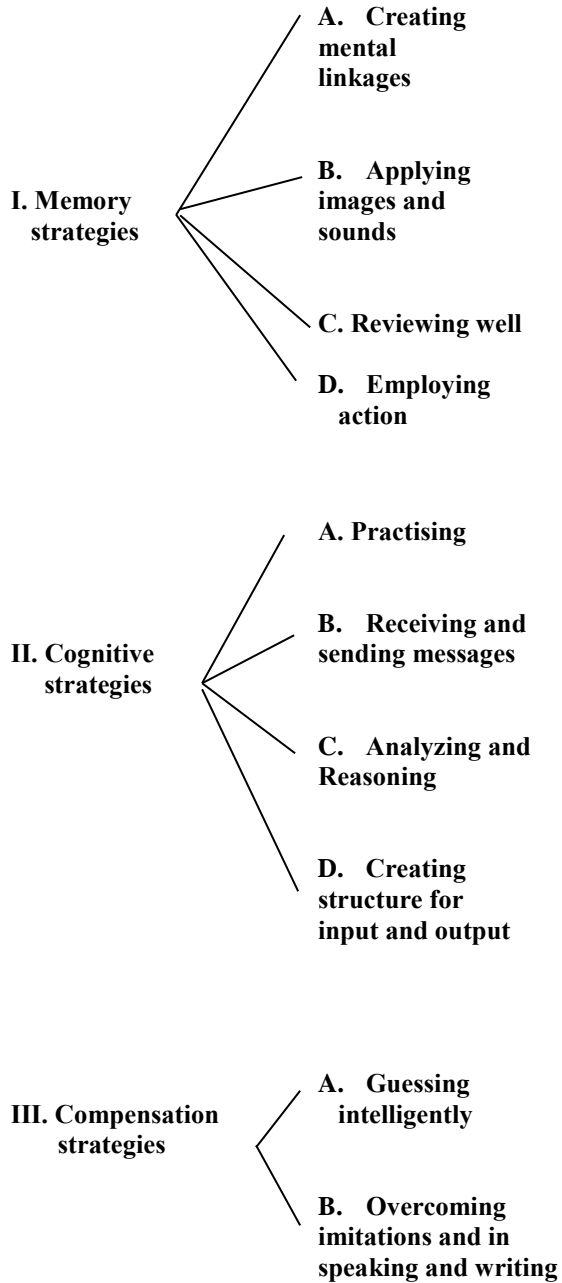 A. Creating
mental
linkages
B. Applying
images and
sounds
I. Memory
strategies
C. Reviewing well
D. Employing
action
A. Practising
B. Receiving and
sending messages
II. Cognitive
strategies
C. Analyzing and
Reasoning
D. Creating
structure for
input and output
A. Guessing
intelligently
III. Compensation
strategies
B. Overcoming
imitations and in
speaking and writing